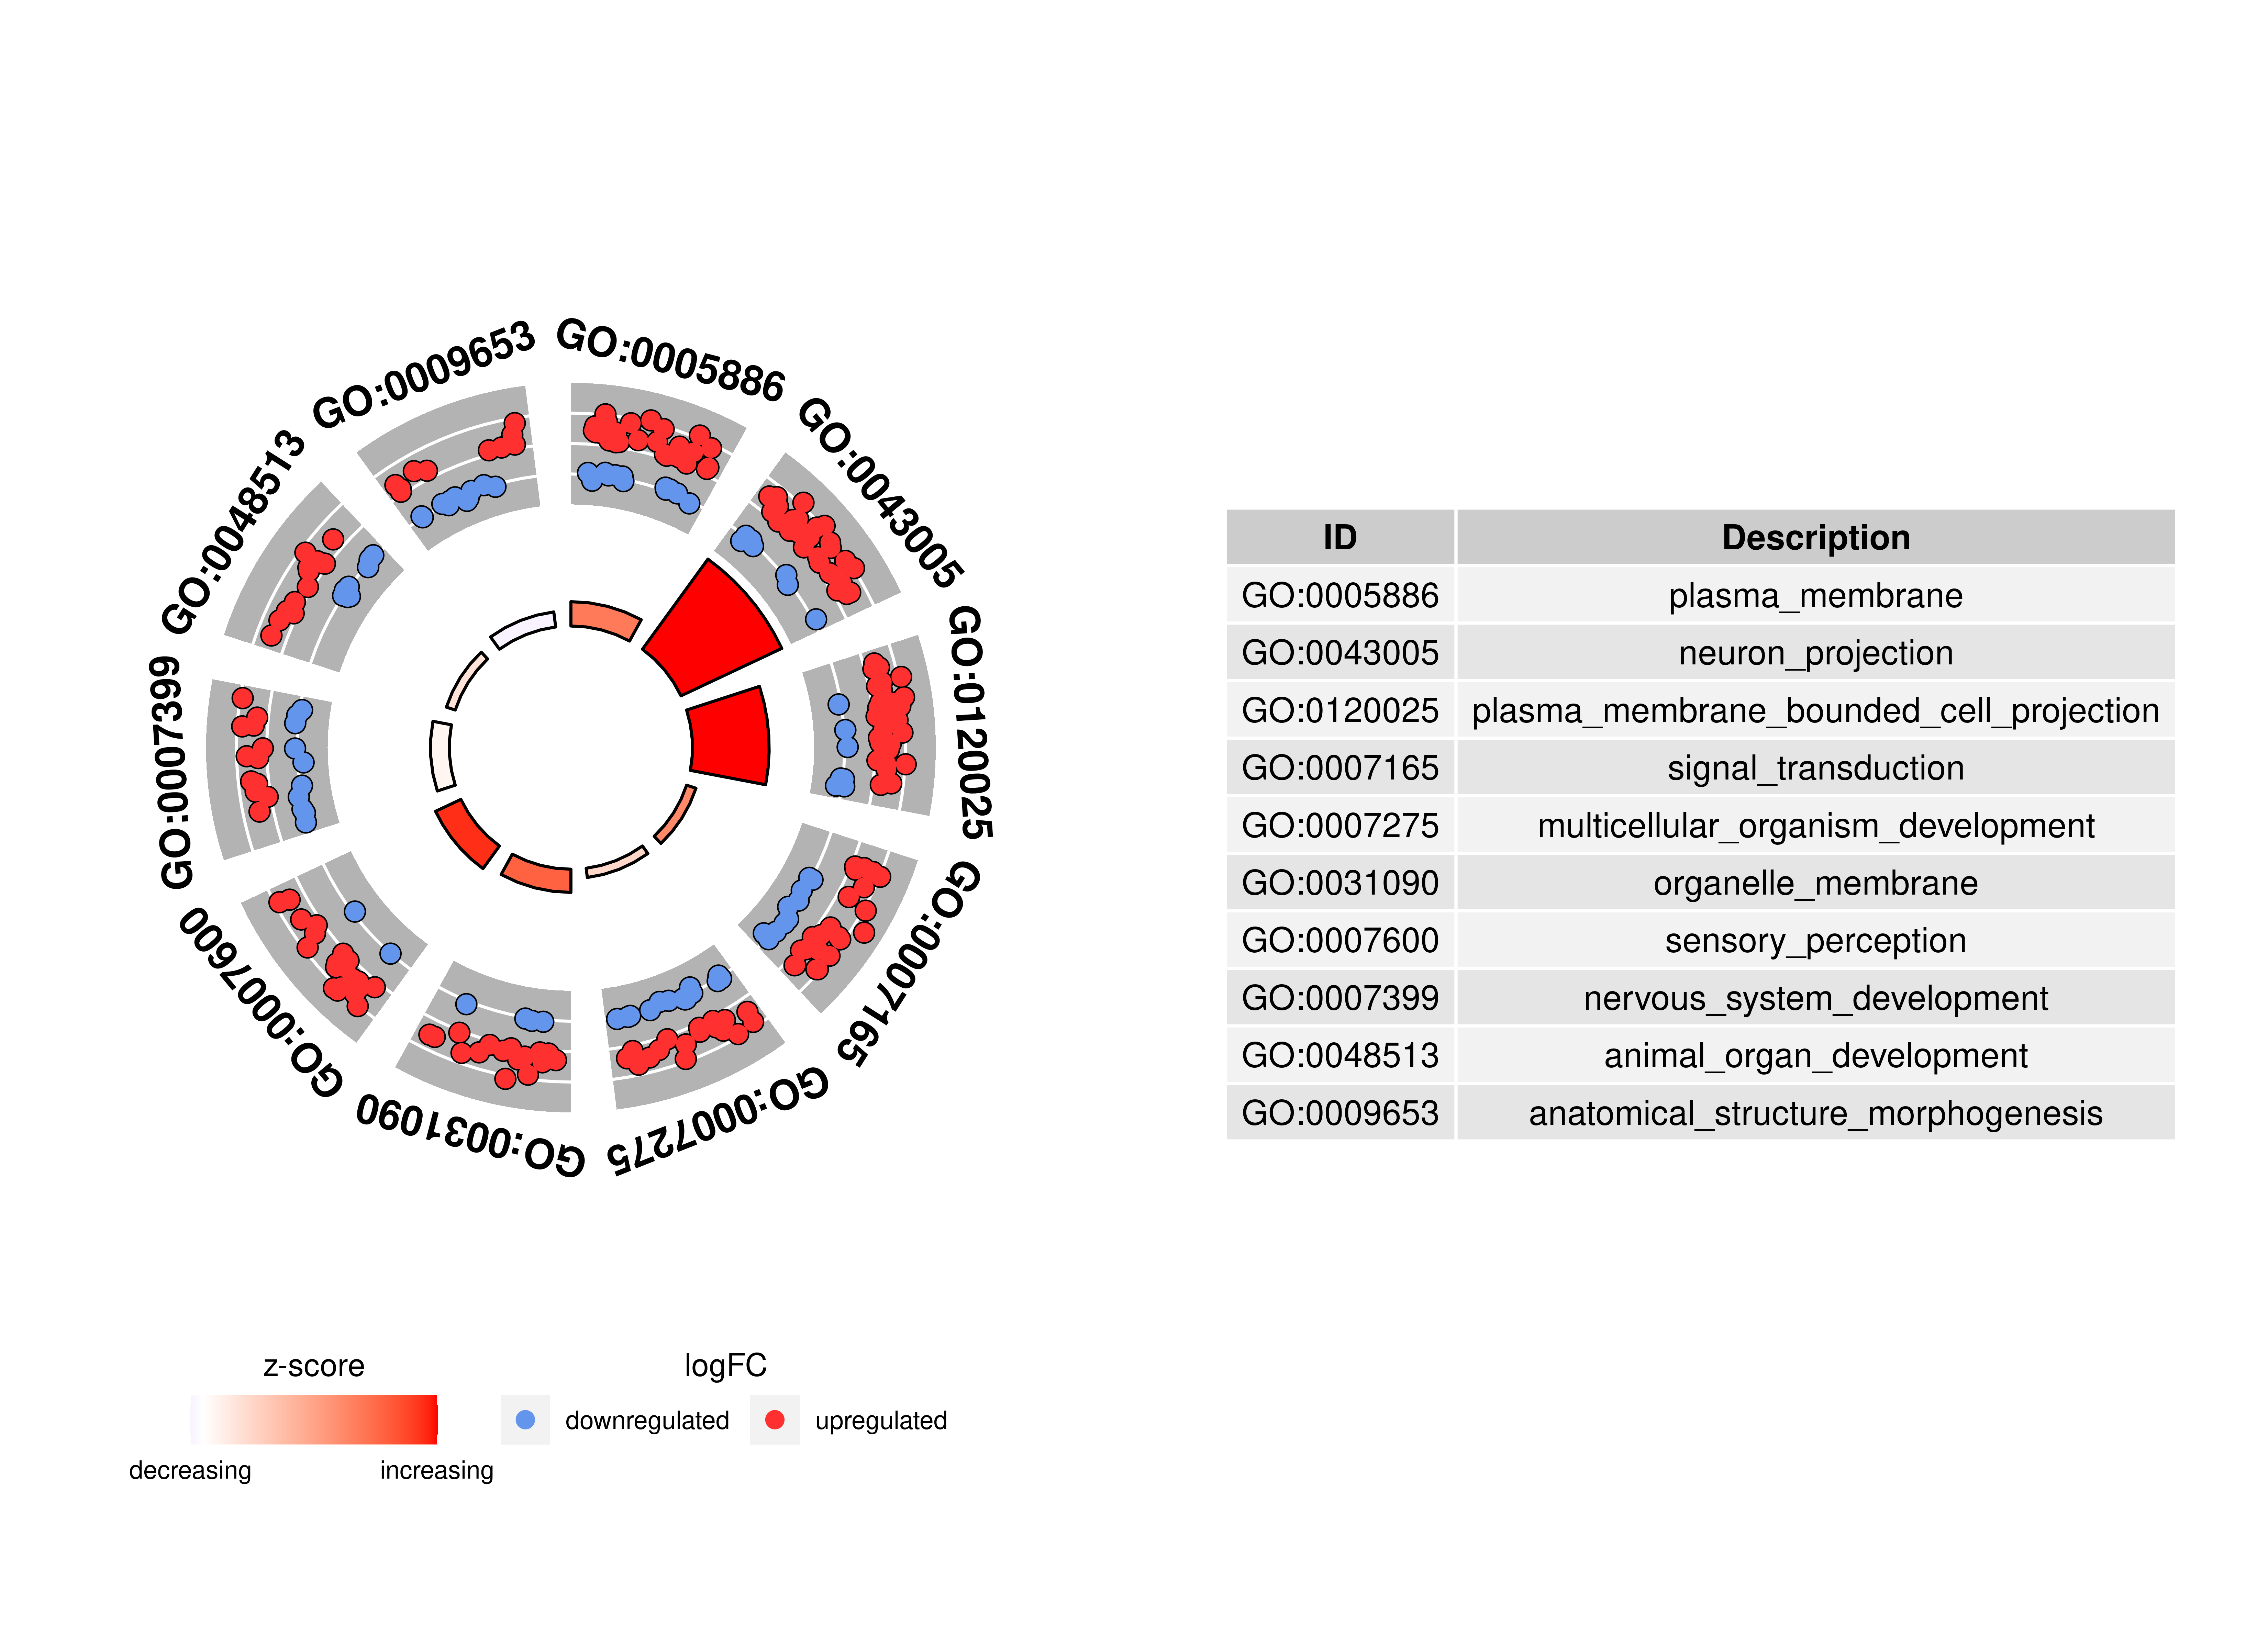 GO:0005886
GO:0043005
GO:0120025
GO:0007165
GO:0007275
GO:0031090
GO:0007600
GO:0007399
GO:0048513
GO:0009653
ID Description
GO:0005886 plasma_membrane
GO:0043005 neuron_projection
GO:0120025 plasma_membrane_bounded_cell_projection
GO:0007165 signal_transduction
GO:0007275 multicellular_organism_development
GO:0031090 organelle_membrane
GO:0007600 sensory_perception
GO:0007399 nervous_system_development
GO:0048513 animal_organ_development
GO:0009653 anatomical_structure_morphogenesis
z-score
decreasing increasing
logFC
downregulated upregulated